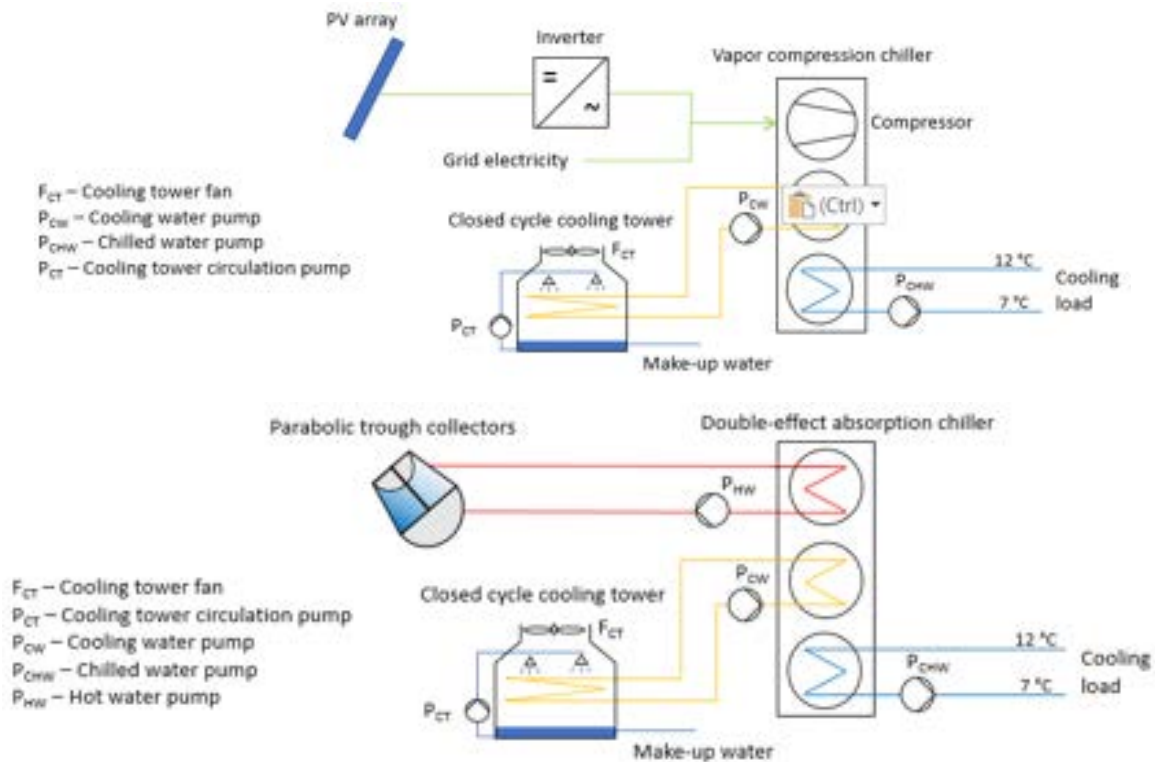 PV array
Inverter
Vapor compression chiller
=
~
Compressor
Grid electricity
F_CT – Cooling tower fan
P_CW – Cooling water pump
P_CHW – Chilled water pump
P_CT – Cooling tower circulation pump
Closed cycle cooling tower
P_CW
(Ctrl)
F_CT
12 °C
Cooling
load
P_CHW
7 °C
P_CT
Make-up water
Parabolic trough collectors
Double-effect absorption chiller
P_HW
F_CT – Cooling tower fan
P_CT – Cooling tower circulation pump
P_CW – Cooling water pump
P_CHW – Chilled water pump
P_HW – Hot water pump
Closed cycle cooling tower
P_CW
F_CT
12 °C
Cooling
load
P_CHW
7 °C
P_CT
Make-up water